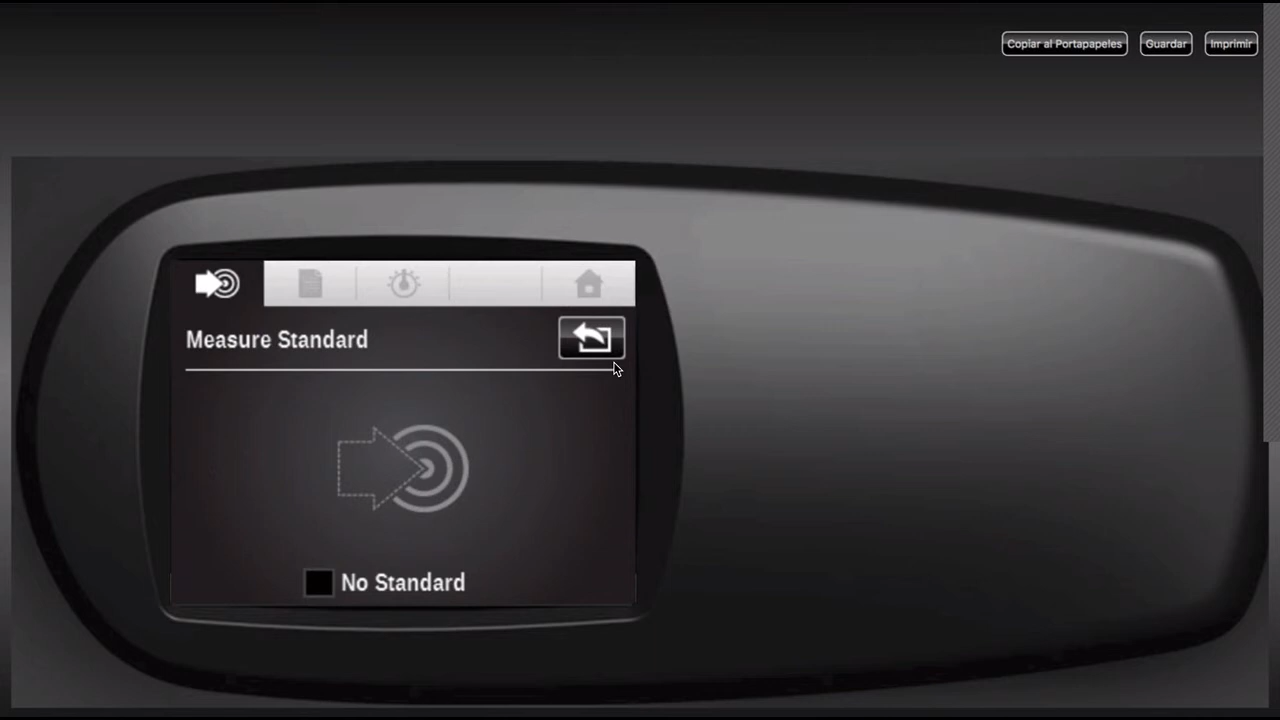 Copiar al Portapapeles
Guardar
Imprimir
Measure Standard
No Standard